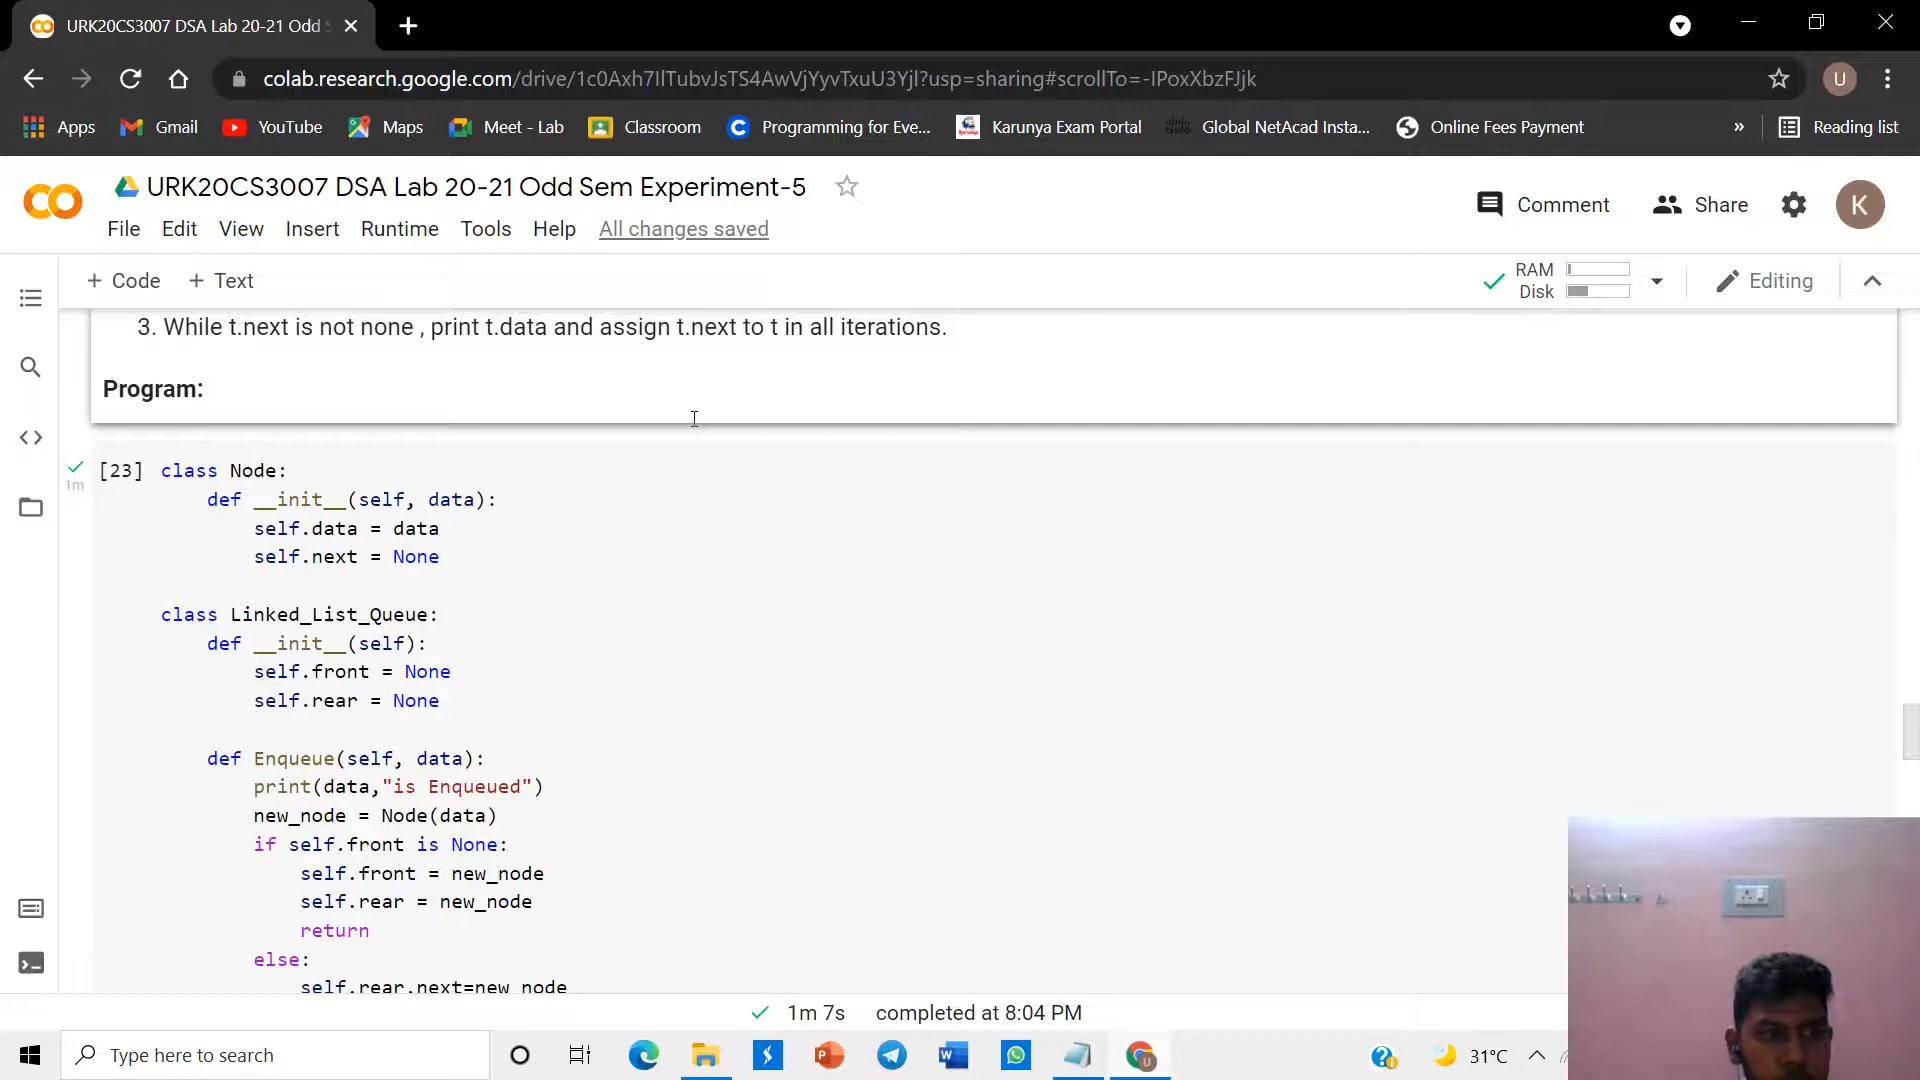 URK20CS3007 DSA Lab 20-21 Odd S
colab.research.google.com/drive/1c0Axh7IlTubvJsTS4AwVjYyvTxuU3Yjl?usp=sharing#scrollTo=-IPoxXbzFJjk
U
Apps Gmail YouTube Maps Meet - Lab Classroom Programming for Eve... Karunya Exam Portal Global NetAcad Insta... Online Fees Payment » Reading list
URK20CS3007 DSA Lab 20-21 Odd Sem Experiment-5
Comment Share K
File Edit View Insert Runtime Tools Help All changes saved
+ Code + Text
RAM
Disk
Editing
3. While t.next is not none , print t.data and assign t.next to t in all iterations.
Program:
1m
[23] class Node:
def __init__(self, data):
self.data = data
self.next = None
class Linked_List_Queue:
def __init__(self):
self.front = None
self.rear = None
def Enqueue(self, data):
print(data,"is Enqueued")
new_node = Node(data)
if self.front is None:
self.front = new_node
self.rear = new_node
return
else:
self.rear.next=new_node
1m 7s completed at 8:04 PM
Type here to search
31°C